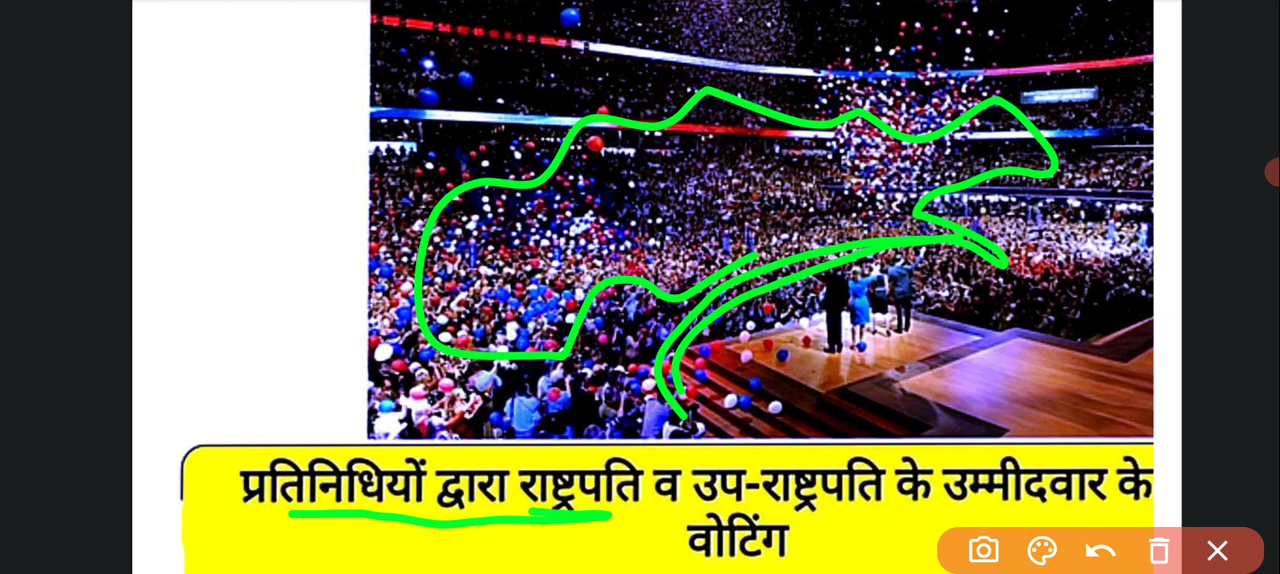 प्रतिनिधियों द्वारा राष्ट्रपति व उप-राष्ट्रपति के उम्मीदवार के
वोटिंग